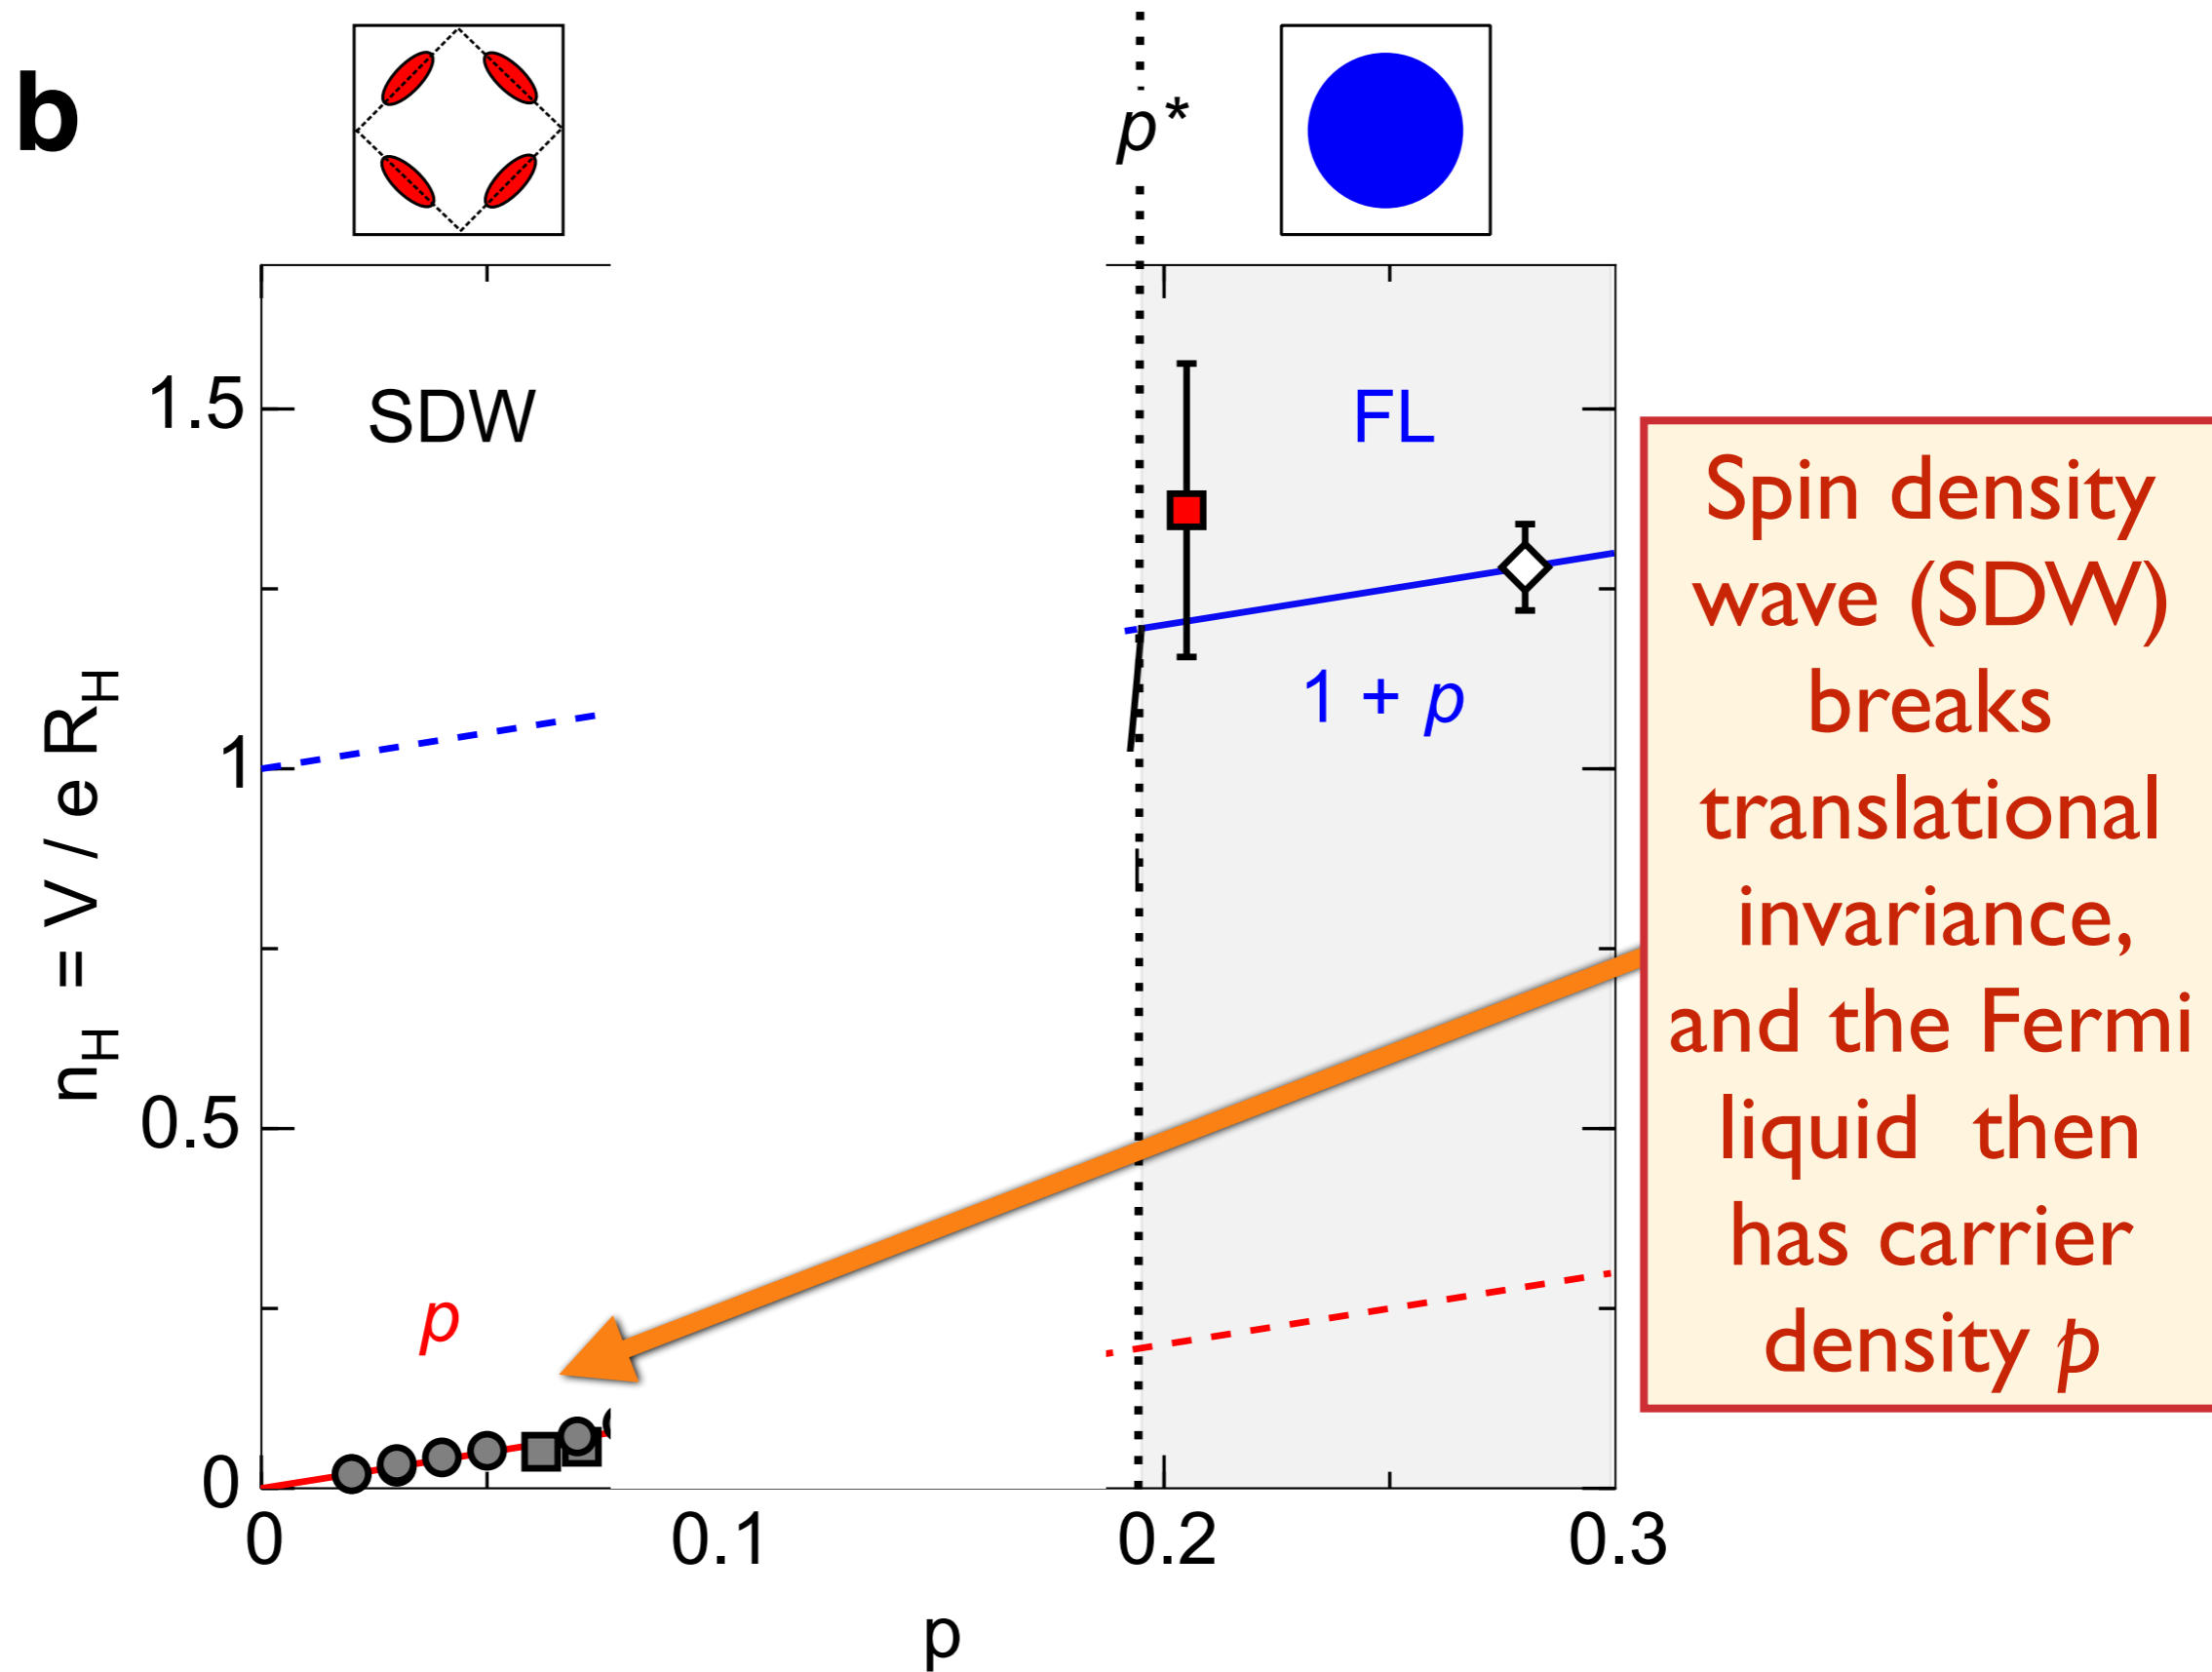 b
p*
1.5
SDW
FL
1 + p
1
n_H = V / e R_H
0.5
p
0
0
0.1
0.2
0.3
p
Spin density
wave (SDW)
breaks
translational
invariance,
and the Fermi
liquid then
has carrier
density p